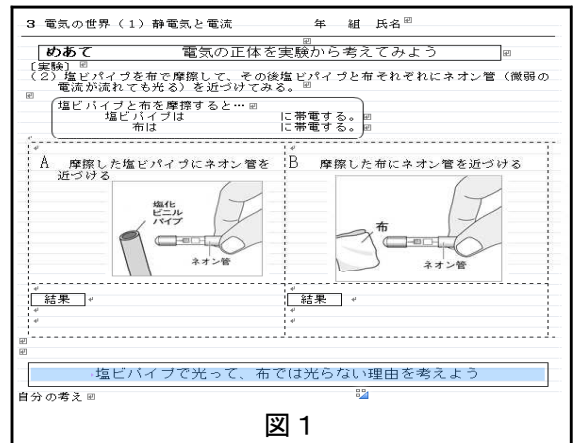 3 電気の世界（１）静電気と電流　　年　組　氏名
めあて　電気の正体を実験から考えてみよう
〔実験〕
（２）塩ビパイプを布で摩擦して、その後塩ビパイプと布それぞれにネオン管（微弱の
電流が流れても光る）を近づけてみる。
塩ビパイプと布を摩擦すると…
塩ビパイプは　　　　に帯電する。
布は　　　　に帯電する。
A　摩擦した塩ビパイプにネオン管を
近づける
塩化
ビニル
パイプ
ネオン管
B　摩擦した布にネオン管を近づける
布
ネオン管
結果
結果
塩ビパイプで光って、布では光らない理由を考えよう
自分の考え
図１